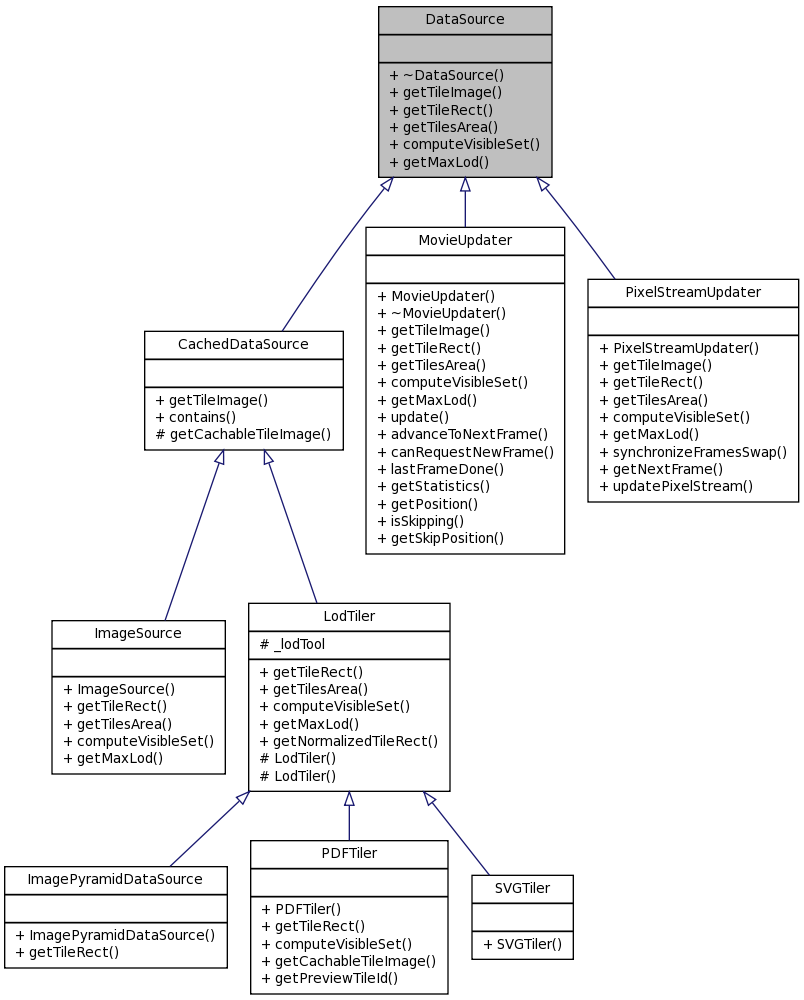 DataSource
+ ~DataSource()
+ getTileImage()
+ getTileRect()
+ getTilesArea()
+ computeVisibleSet()
+ getMaxLod()
MovieUpdater
+ MovieUpdater()
+ ~MovieUpdater()
+ getTileImage()
+ getTileRect()
+ getTilesArea()
+ computeVisibleSet()
+ getMaxLod()
+ update()
+ advanceToNextFrame()
+ canRequestNewFrame()
+ lastFrameDone()
+ getStatistics()
+ getPosition()
+ isSkipping()
+ getSkipPosition()
PixelStreamUpdater
+ PixelStreamUpdater()
+ getTileImage()
+ getTileRect()
+ getTilesArea()
+ computeVisibleSet()
+ getMaxLod()
+ synchronizeFramesSwap()
+ getNextFrame()
+ updatePixelStream()
CachedDataSource
+ getTileImage()
+ contains()
# getCachableTileImage()
ImageSource
+ ImageSource()
+ getTileRect()
+ getTilesArea()
+ computeVisibleSet()
+ getMaxLod()
LodTiler
# _lodTool
+ getTileRect()
+ getTilesArea()
+ computeVisibleSet()
+ getMaxLod()
+ getNormalizedTileRect()
# LodTiler()
# LodTiler()
ImagePyramidDataSource
+ ImagePyramidDataSource()
+ getTileRect()
PDFTiler
+ PDFTiler()
+ getTileRect()
+ computeVisibleSet()
+ getCachableTileImage()
+ getPreviewTileId()
SVGTiler
+ SVGTiler()